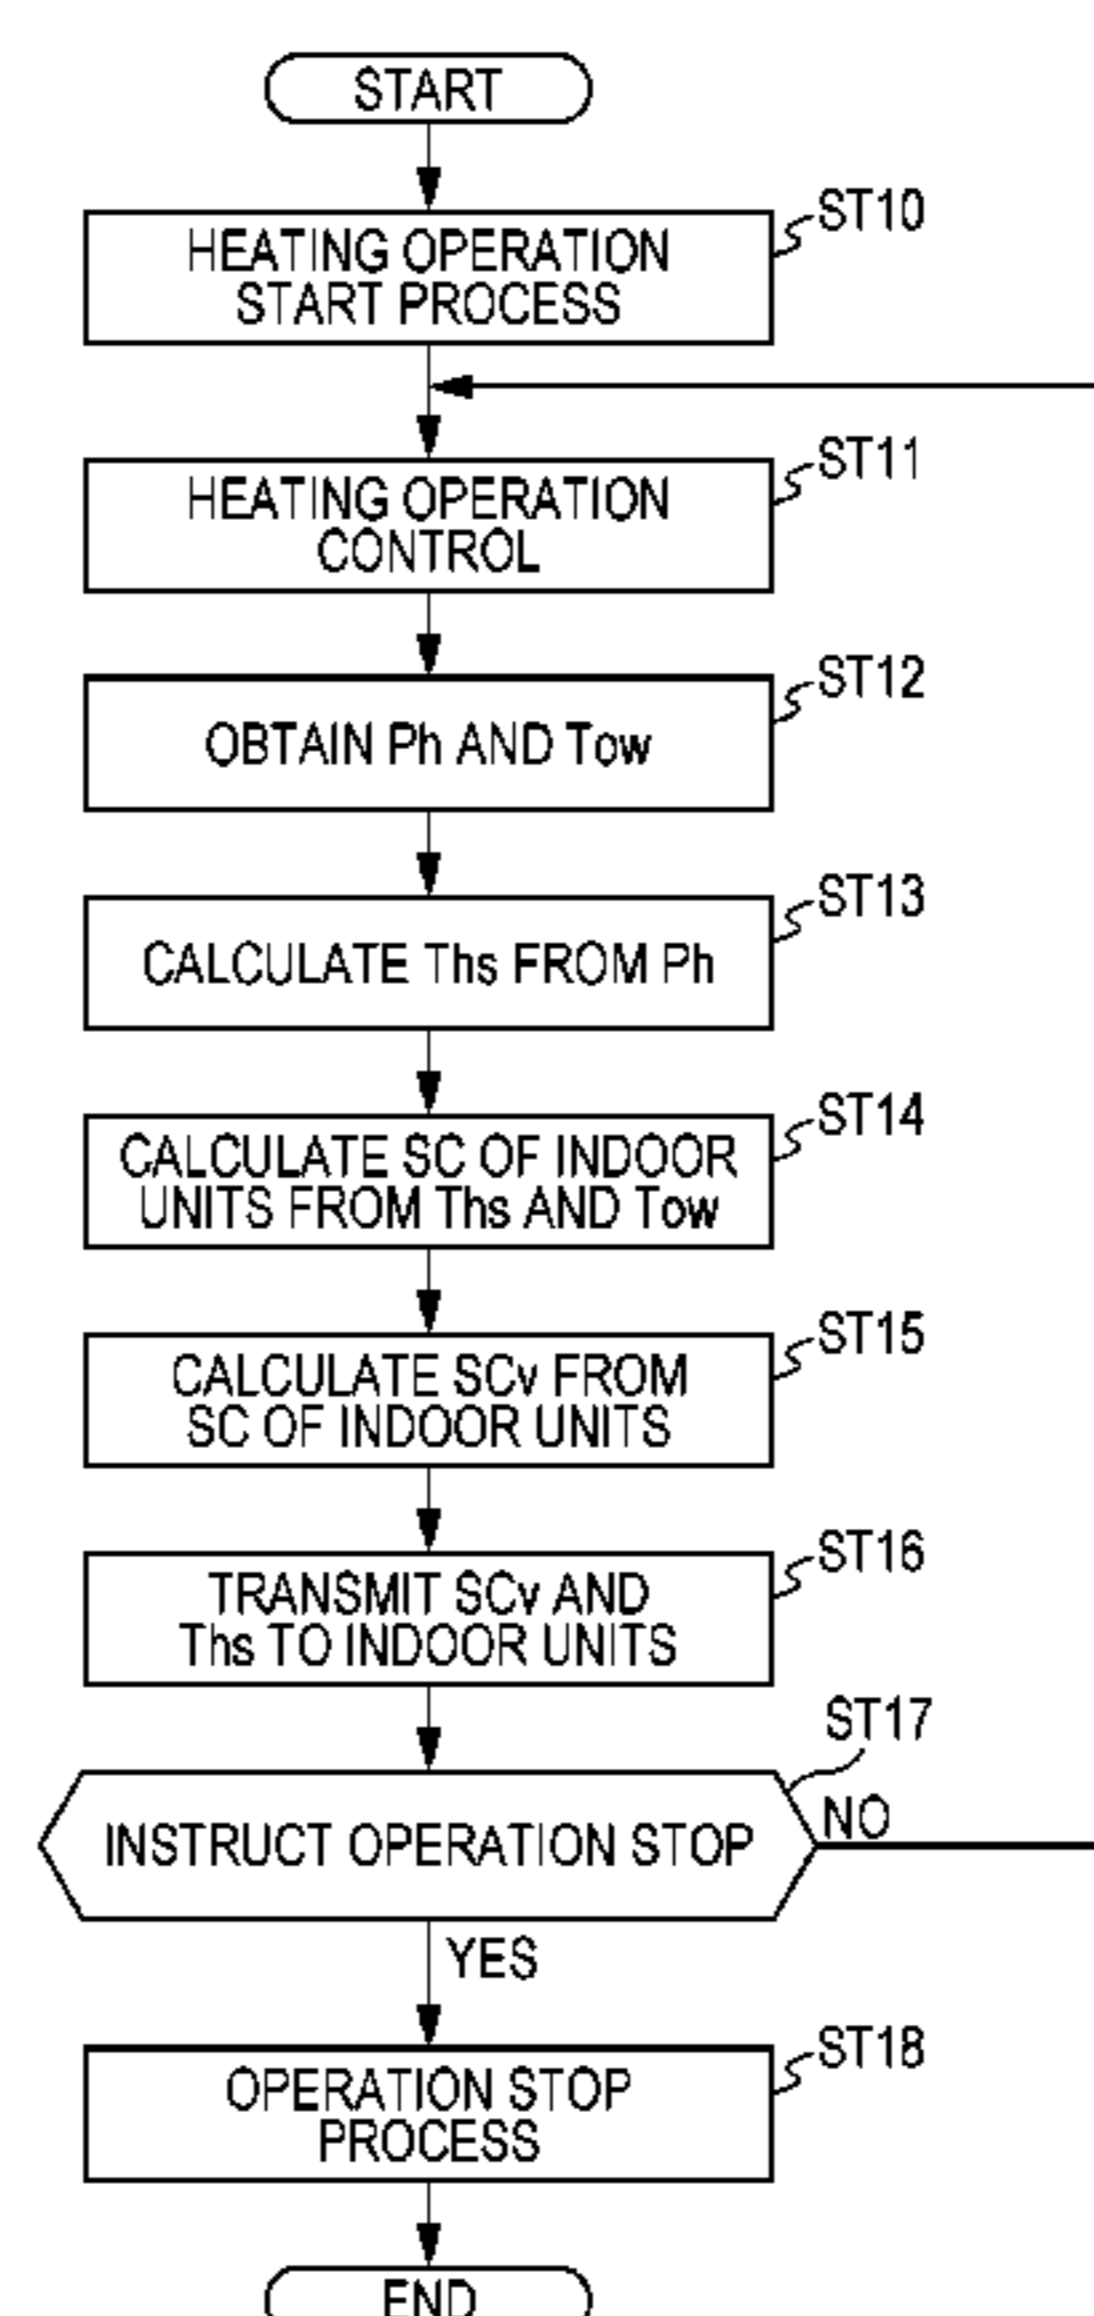 START
ST10
HEATING OPERATION
START PROCESS
ST11
HEATING OPERATION
CONTROL
ST12
OBTAIN Ph AND Tow
ST13
CALCULATE Ths FROM Ph
ST14
CALCULATE SC OF INDOOR
UNITS FROM Ths AND Tow
ST15
CALCULATE SCv FROM
SC OF INDOOR UNITS
ST16
TRANSMIT SCv AND
Ths TO INDOOR UNITS
ST17
INSTRUCT OPERATION STOP
NO
YES
ST18
OPERATION STOP
PROCESS
END